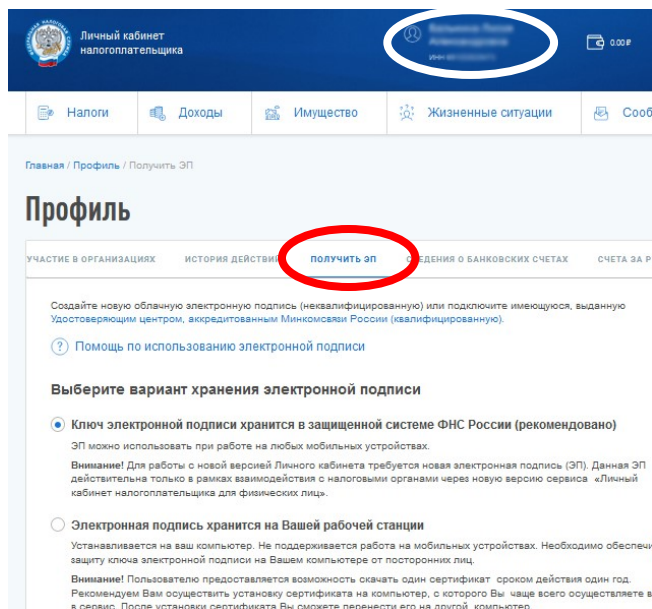 Личный кабинет
налогоплательщика
0.00 ₽
Налоги
Доходы
Имущество
Жизненные ситуации
Сооб
Главная / Профиль / Получить ЭП
Профиль
УЧАСТИЕ В ОРГАНИЗАЦИЯХ
ИСТОРИЯ ДЕЙСТВИ
ПОЛУЧИТЬ ЭП
ДЕНИЯ О БАНКОВСКИХ СЧЕТАХ
СЧЕТА ЗА Р
Создайте новую облачную электронную подпись (неквалифицированную) или подключите имеющуюся, выданную
Удостоверяющим центром, аккредитованным Минкомсвязи России (квалифицированную).
? Помощь по использованию электронной подписи
Выберите вариант хранения электронной подписи
Ключ электронной подписи хранится в защищенной системе ФНС России (рекомендовано)
ЭП можно использовать при работе на любых мобильных устройствах.
Внимание! Для работы с новой версией Личного кабинета требуется новая электронная подпись (ЭП). Данная ЭП
действительна только в рамках взаимодействия с налоговыми органами через новую версию сервиса «Личный
кабинет налогоплательщика для физических лиц».
Электронная подпись хранится на Вашей рабочей станции
Устанавливается на ваш компьютер. Не поддерживается работа на мобильных устройствах. Необходимо обеспечи
защиту ключа электронной подписи на Вашем компьютере от посторонних лиц.
Внимание! Пользователю предоставляется возможность скачать один сертификат сроком действия один год.
Рекомендуем Вам осуществить установку сертификата на компьютер, с которого Вы чаще всего осуществляете в
в сервис. После установки сертификата Вы сможете перенести его на другой компьютер